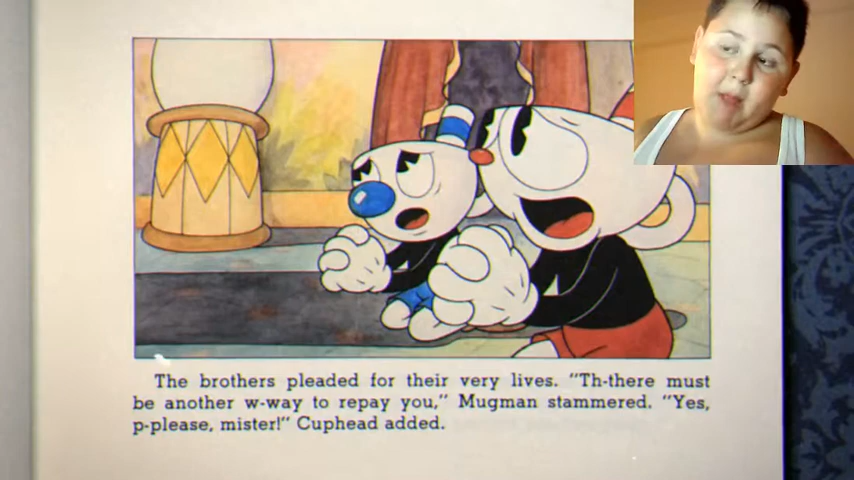 The brothers pleaded for their very lives. "Th-there must
be another w-way to repay you," Mugman stammered. "Yes,
p-please, mister!" Cuphead added.